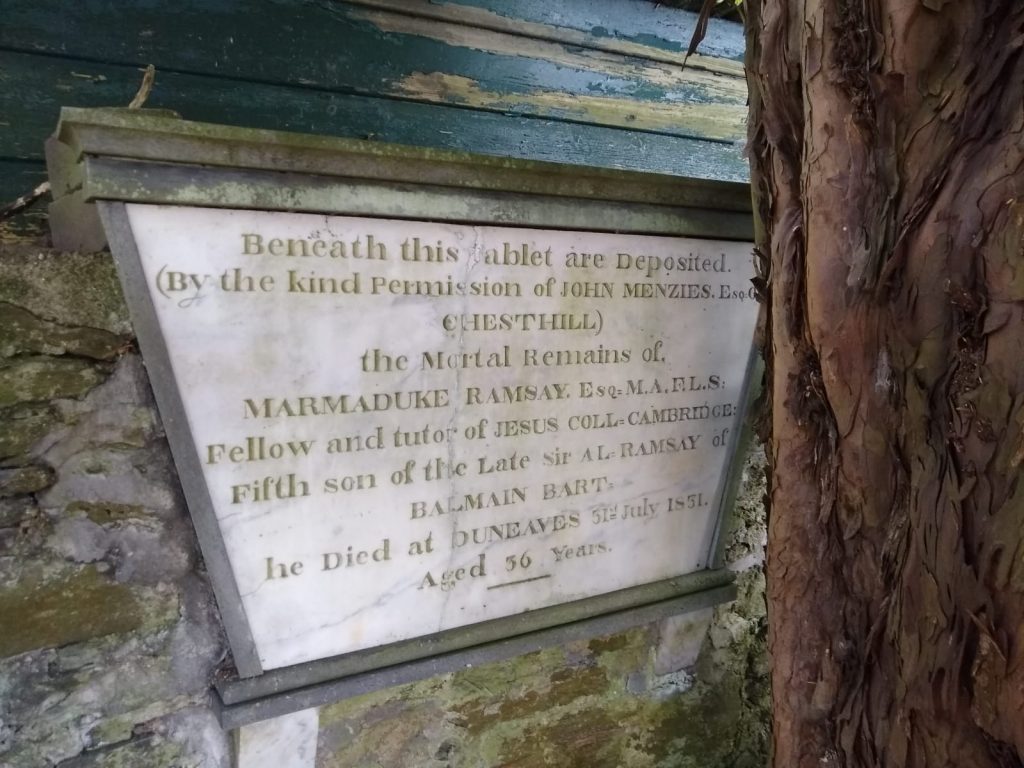 Beneath this tablet are Deposited.
(By the kind Permission of JOHN MENZIES. Esq=
CHESTHILL)
the Mortal Remains of.
MARMADUKE RAMSAY. Esq= M.A.F.L.S:
Fellow and tutor of JESUS COLL= CAMBRIDGE:
Fifth son of the Late Sir AL= RAMSAY of
BALMAIN BART=
he Died at DUNEAVES 31st July 1831.
Aged 36 Years.